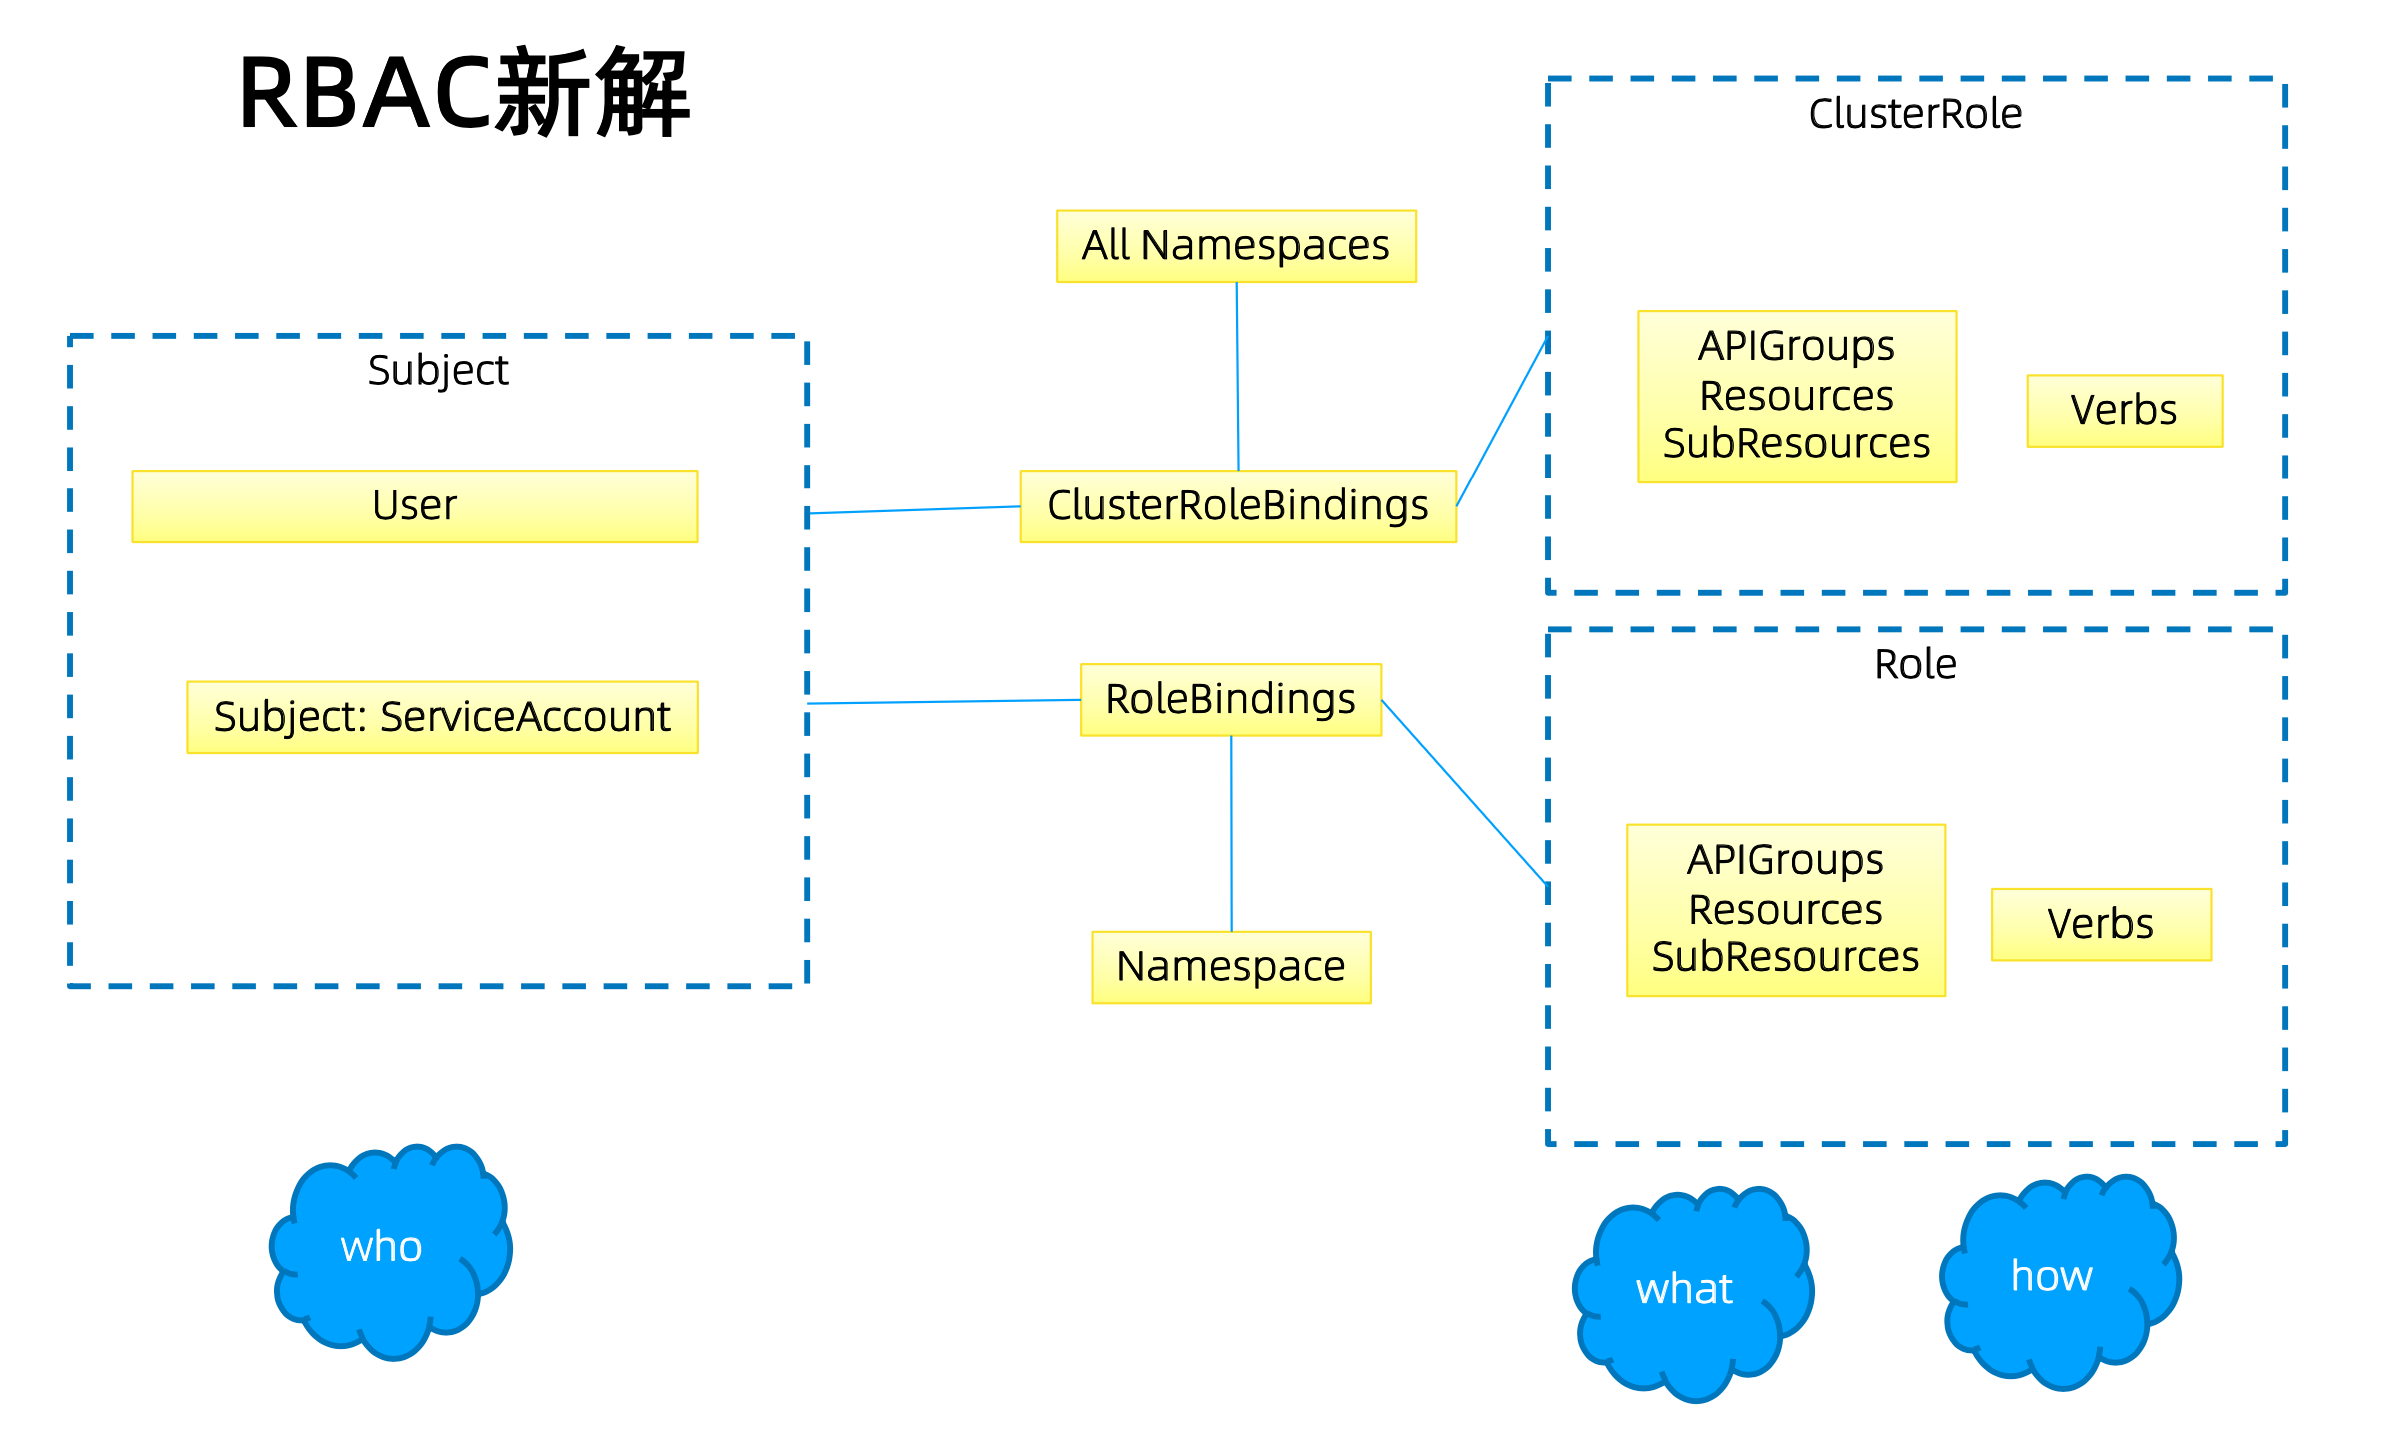 RBAC新解
Subject
User
Subject: ServiceAccount
All Namespaces
ClusterRoleBindings
RoleBindings
Namespace
ClusterRole
APIGroups
Resources
SubResources
Verbs
Role
APIGroups
Resources
SubResources
Verbs
who
what
how